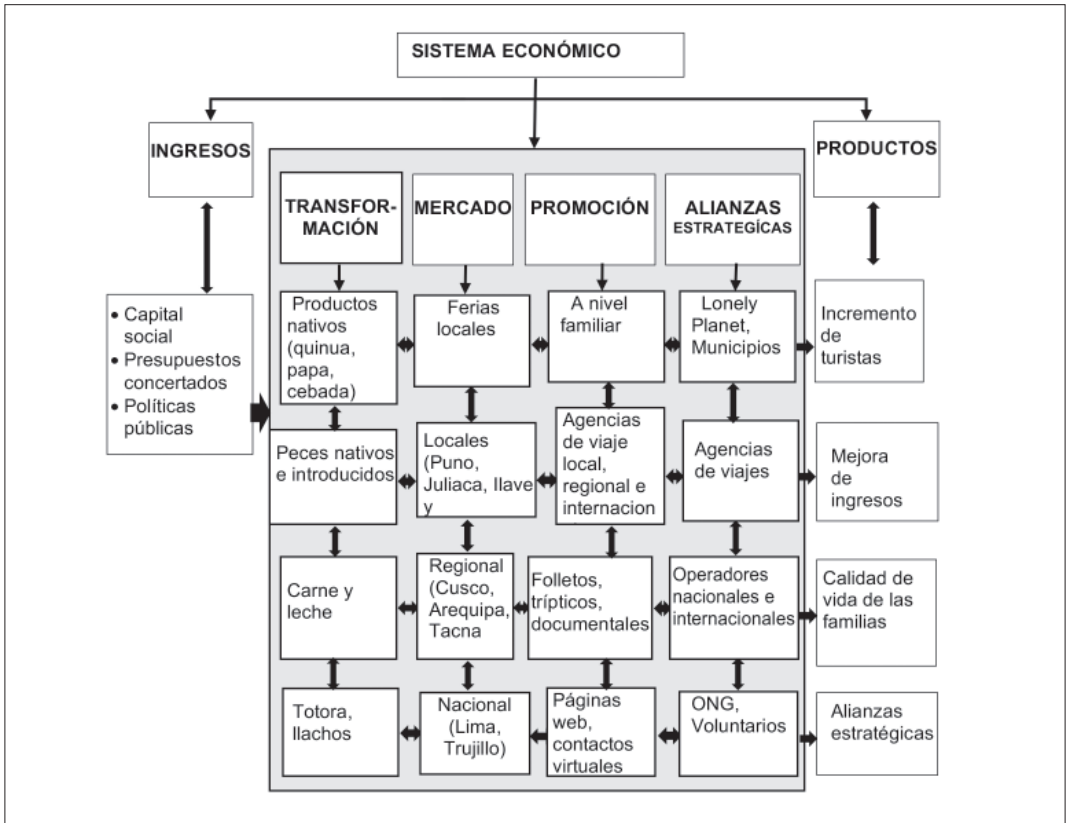 SISTEMA ECONÓMICO
INGRESOS
PRODUCTOS
TRANSFOR-
MACIÓN
MERCADO
PROMOCIÓN
ALIANZAS
ESTRATEGÍCAS
• Capital
social
• Presupuestos
concertados
• Políticas
públicas
Productos
nativos
(quinua,
papa,
cebada)
Ferias
locales
A nivel
familiar
Lonely
Planet,
Municipios
Incremento
de
turistas
Peces nativos
e introducidos
Locales
(Puno,
Juliaca, Ilave
y
Agencias
de viaje
local,
regional e
internacion
Agencias
de viajes
Mejora
de
ingresos
Carne y
leche
Regional
(Cusco,
Arequipa,
Tacna
Folletos,
trípticos,
documentales
Operadores
nacionales e
internacionales
Calidad de
vida de las
familias
Totora,
llachos
Nacional
(Lima,
Trujillo)
Páginas
web,
contactos
virtuales
ONG,
Voluntarios
Alianzas
estratégicas